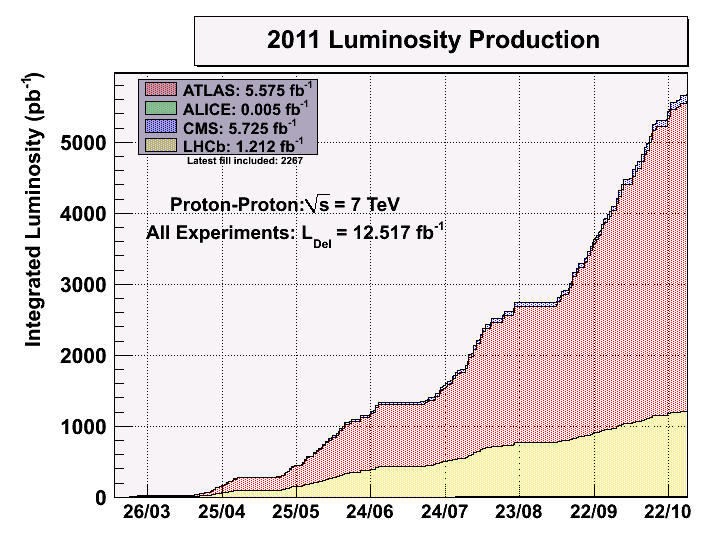 2011 Luminosity Production
ATLAS: 5.575 fb⁻¹
ALICE: 0.005 fb⁻¹
CMS: 5.725 fb⁻¹
LHCb: 1.212 fb⁻¹
Latest fill included: 2267
Proton-Proton:√s = 7 TeV
All Experiments: L_Del = 12.517 fb⁻¹
Integrated Luminosity (pb⁻¹)
5000
4000
3000
2000
1000
0
26/03 25/04 25/05 24/06 24/07 23/08 22/09 22/10